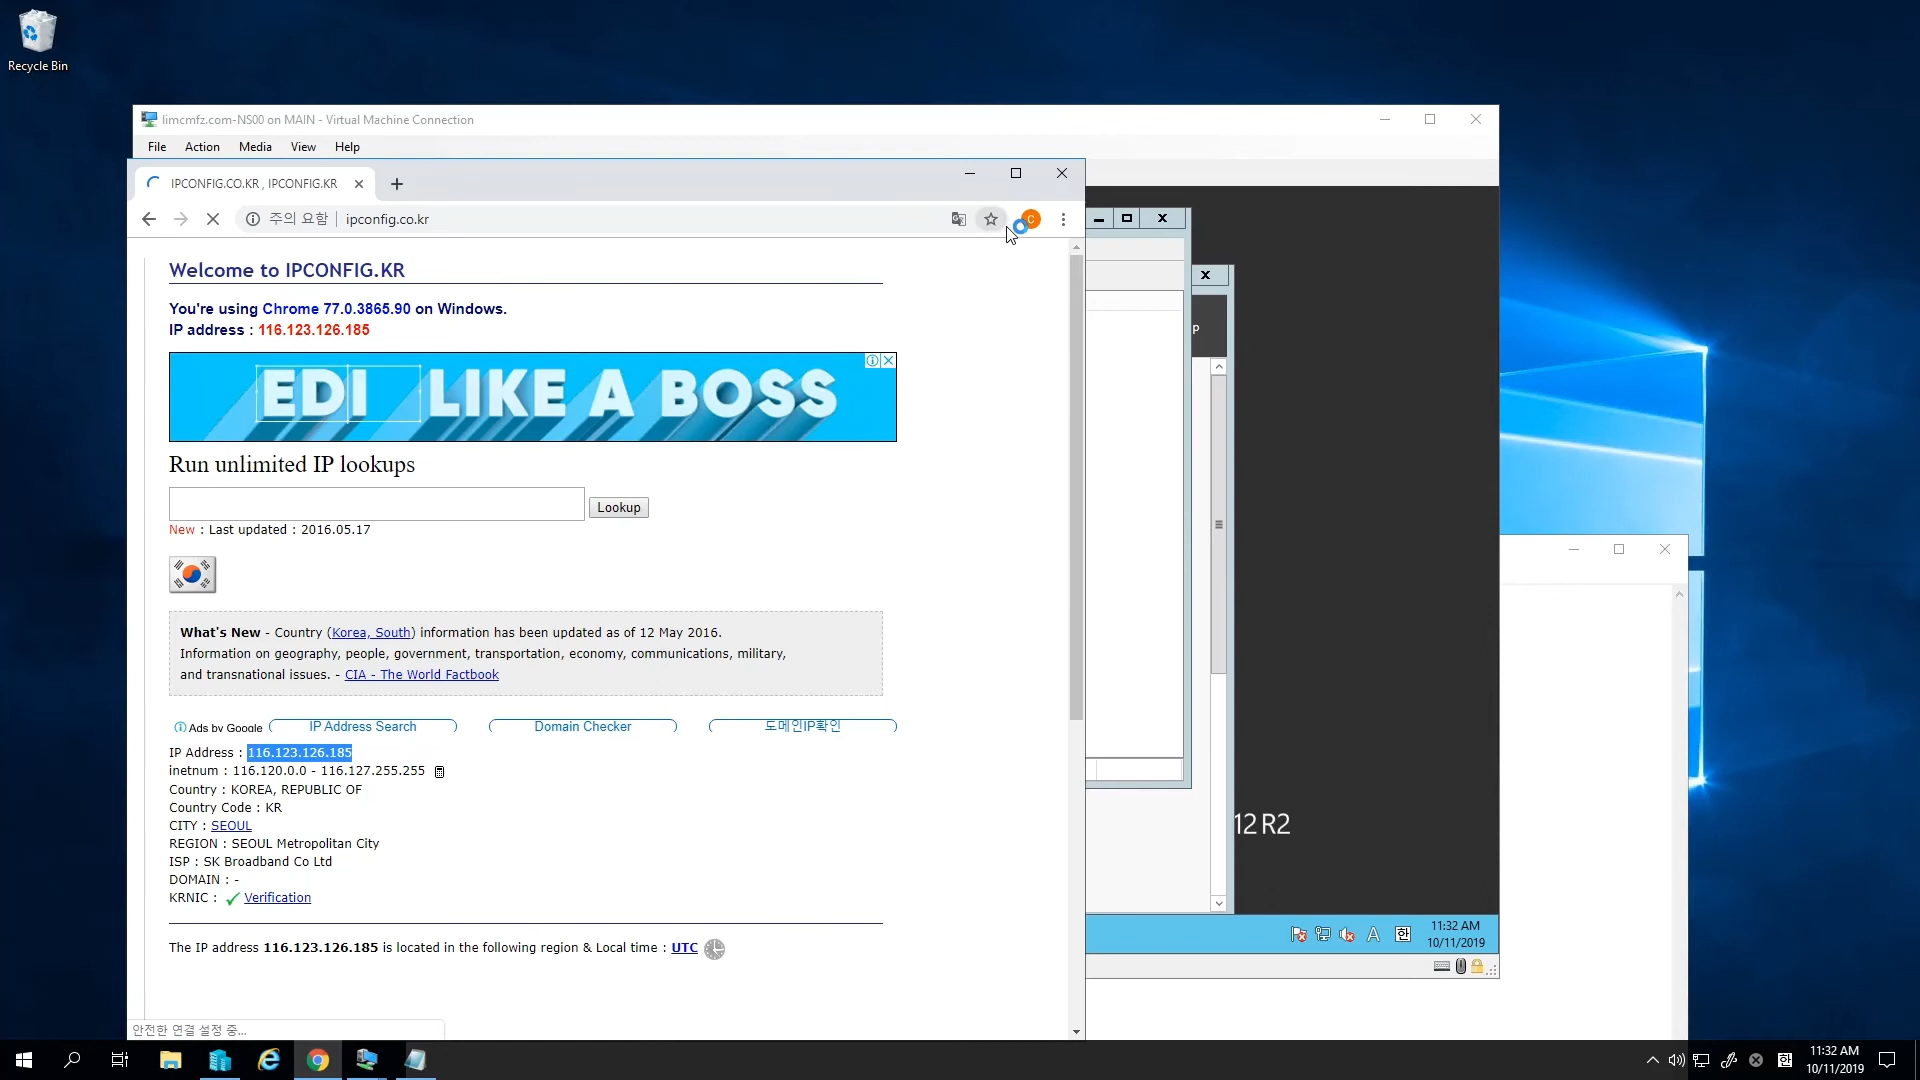 Recycle Bin
limcmfz.com-NS00 on MAIN - Virtual Machine Connection
File Action Media View Help
IPCONFIG.CO.KR , IPCONFIG.KR
주의 요함 ipconfig.co.kr
C
Welcome to IPCONFIG.KR
You're using Chrome 77.0.3865.90 on Windows.
IP address : 116.123.126.185
EDI LIKE A BOSS
Run unlimited IP lookups
Lookup
New : Last updated : 2016.05.17
What's New - Country (Korea, South) information has been updated as of 12 May 2016.
Information on geography, people, government, transportation, economy, communications, military,
and transnational issues. - CIA - The World Factbook
Ads by Google IP Address Search Domain Checker 도메인IP확인
IP Address : 116.123.126.185
inetnum : 116.120.0.0 - 116.127.255.255
Country : KOREA, REPUBLIC OF
Country Code : KR
CITY : SEOUL
REGION : SEOUL Metropolitan City
ISP : SK Broadband Co Ltd
DOMAIN : -
KRNIC : Verification
The IP address 116.123.126.185 is located in the following region & Local time : UTC
안전한 연결 설정 중...
p
12 R2
A 한 11:32 AM
10/11/2019
한 11:32 AM
10/11/2019